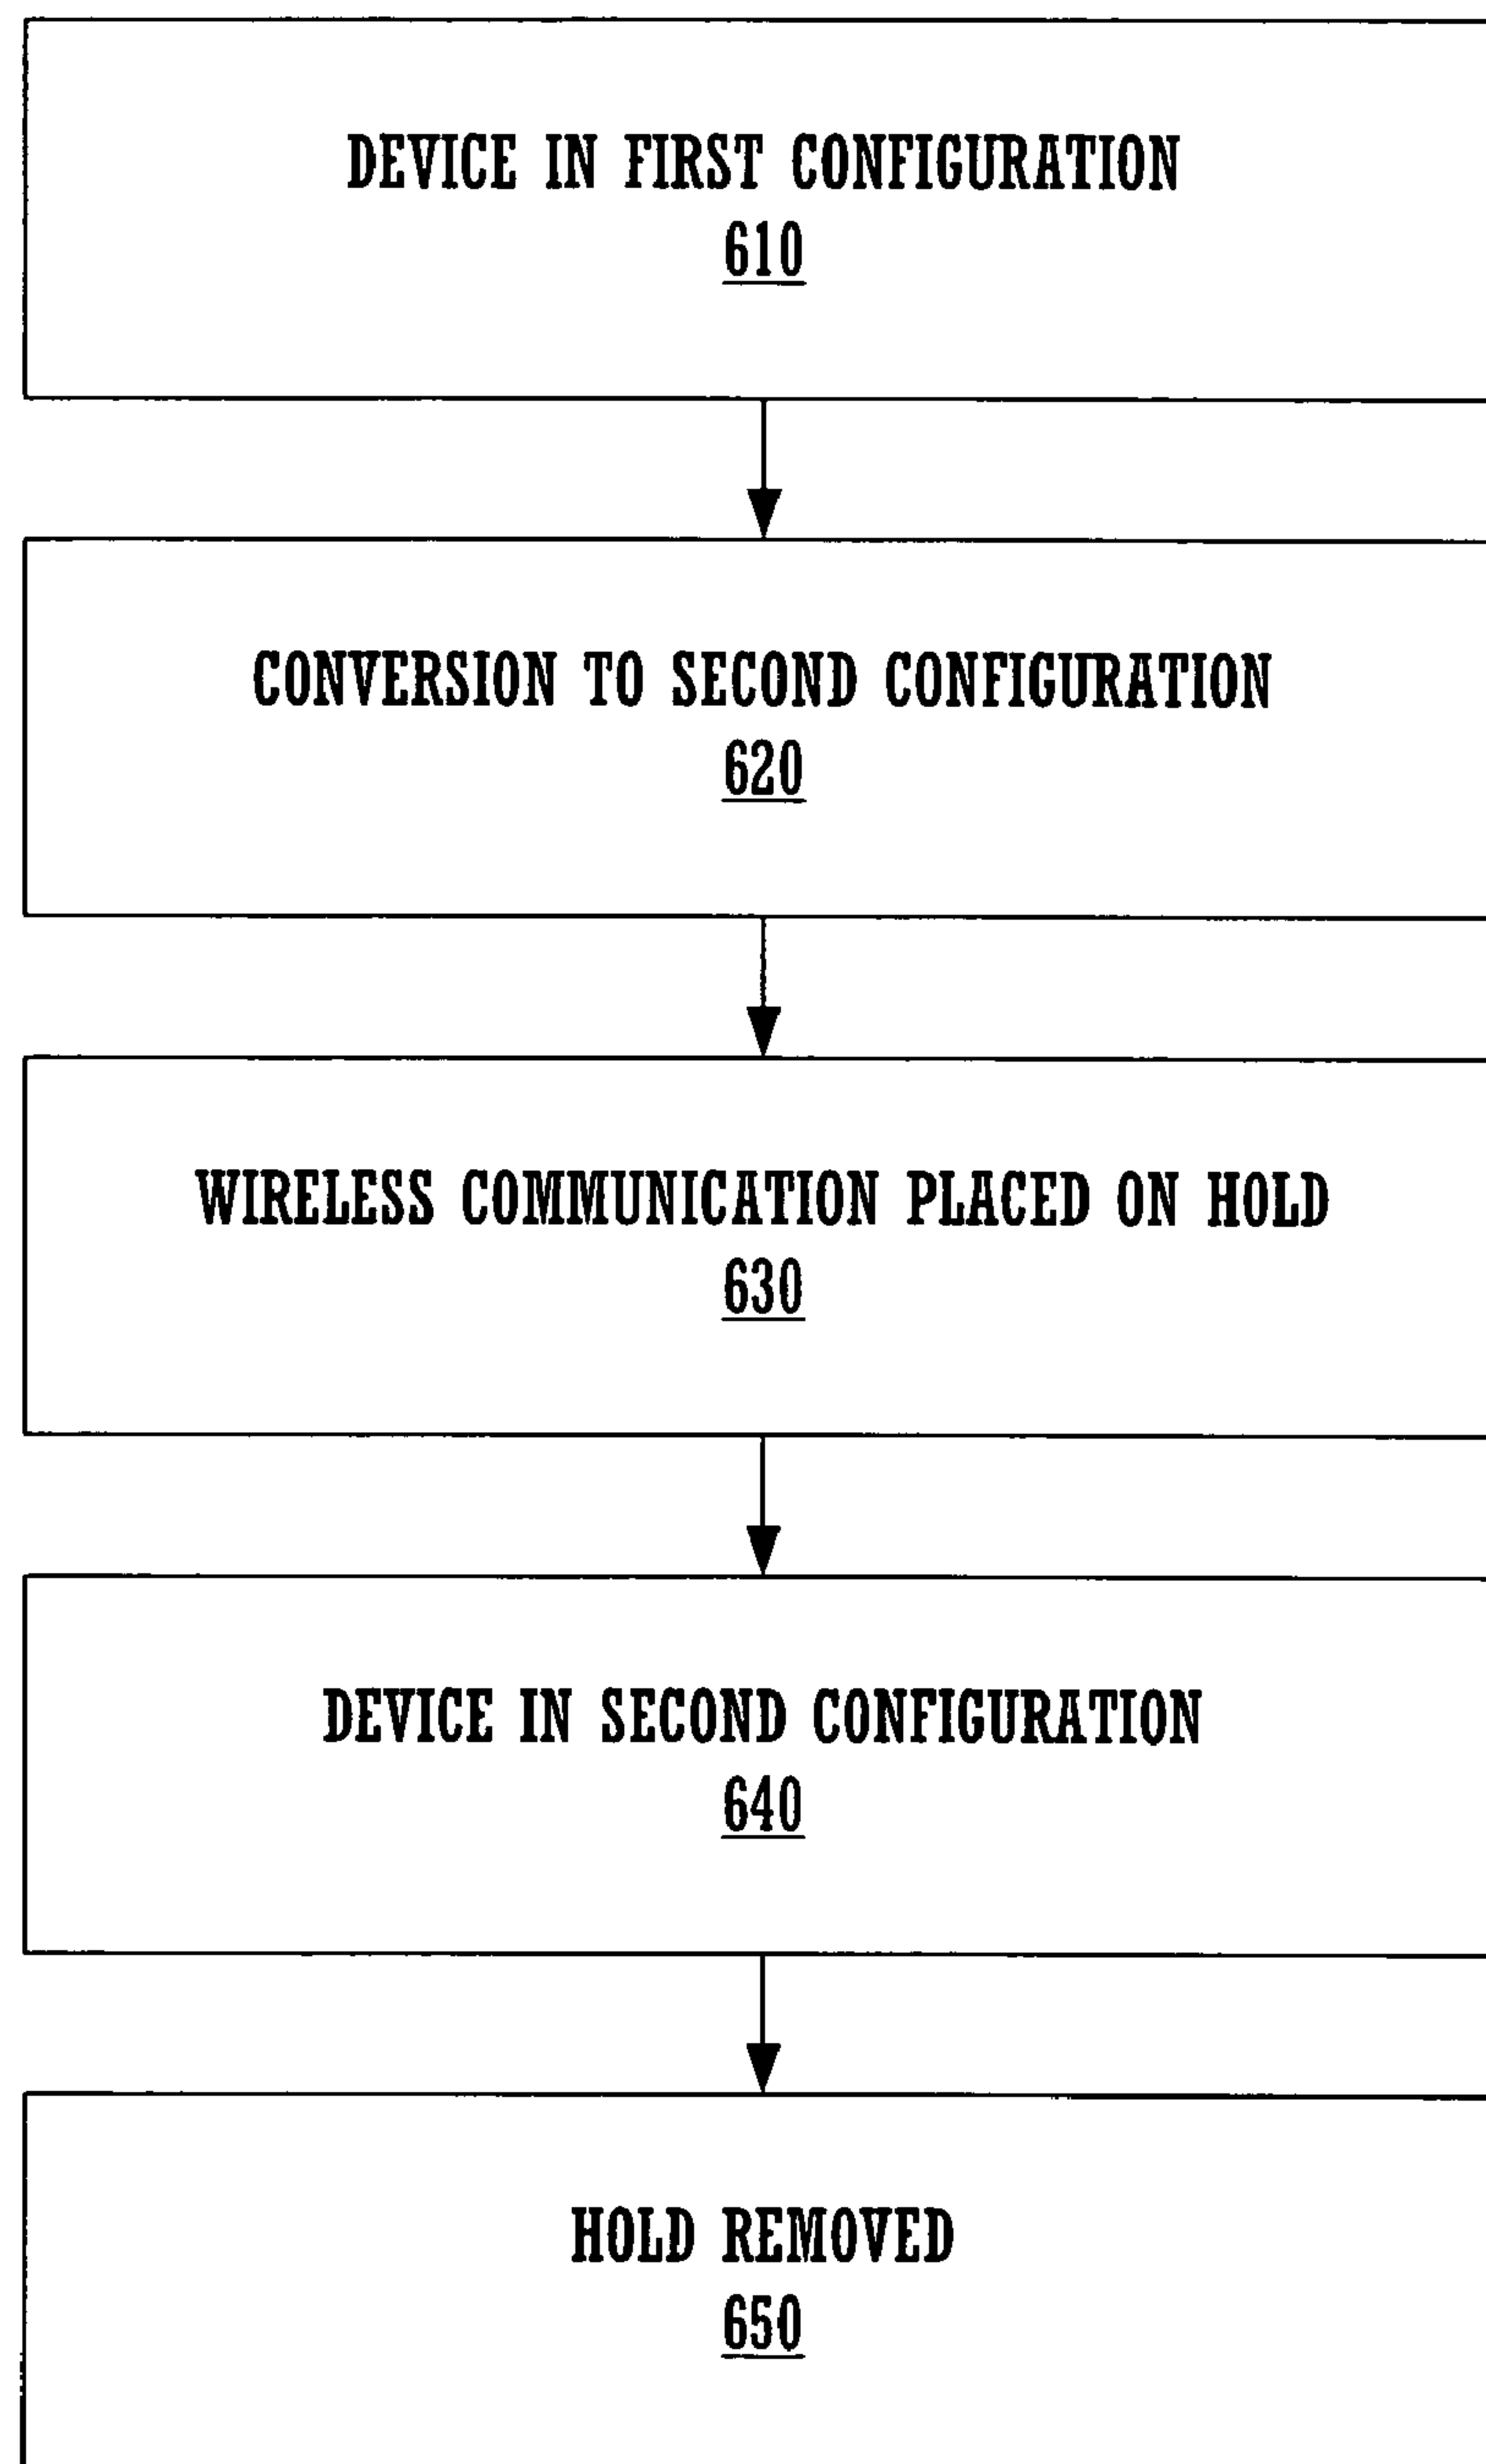 DEVICE IN FIRST CONFIGURATION
610
CONVERSION TO SECOND CONFIGURATION
620
WIRELESS COMMUNICATION PLACED ON HOLD
630
DEVICE IN SECOND CONFIGURATION
640
HOLD REMOVED
650